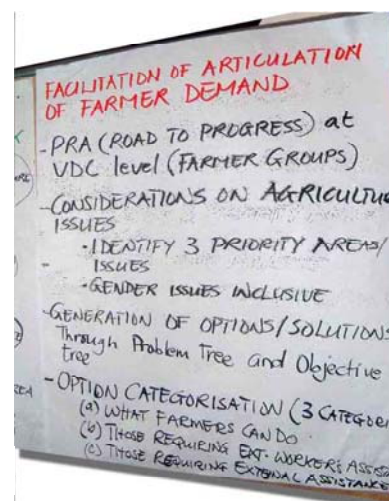 FACILITATION OF ARTICULATION
OF FARMER DEMAND
- PRA (ROAD TO PROGRESS) at
VDC level (FARMER GROUPS)
- CONSIDERATIONS ON AGRICULTU
ISSUES
• IDENTIFY 3 PRIORITY AREAS/
ISSUES
• GENDER ISSUES INCLUSIVE
- GENERATION OF OPTIONS/SOLUTIONS
Through Problem Tree and Objective
tree
- OPTION CATEGORISATION (3 CATEGORI
(a) WHAT FARMERS CAN DO
(b) THOSE REQUIRING EXT. WORKERS ASSIS
(c) THOSE REQUIRING EXTERNAL ASSISTANCE